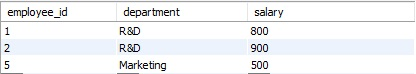 employee_id department salary
1 R&D 800
2 R&D 900
5 Marketing 500